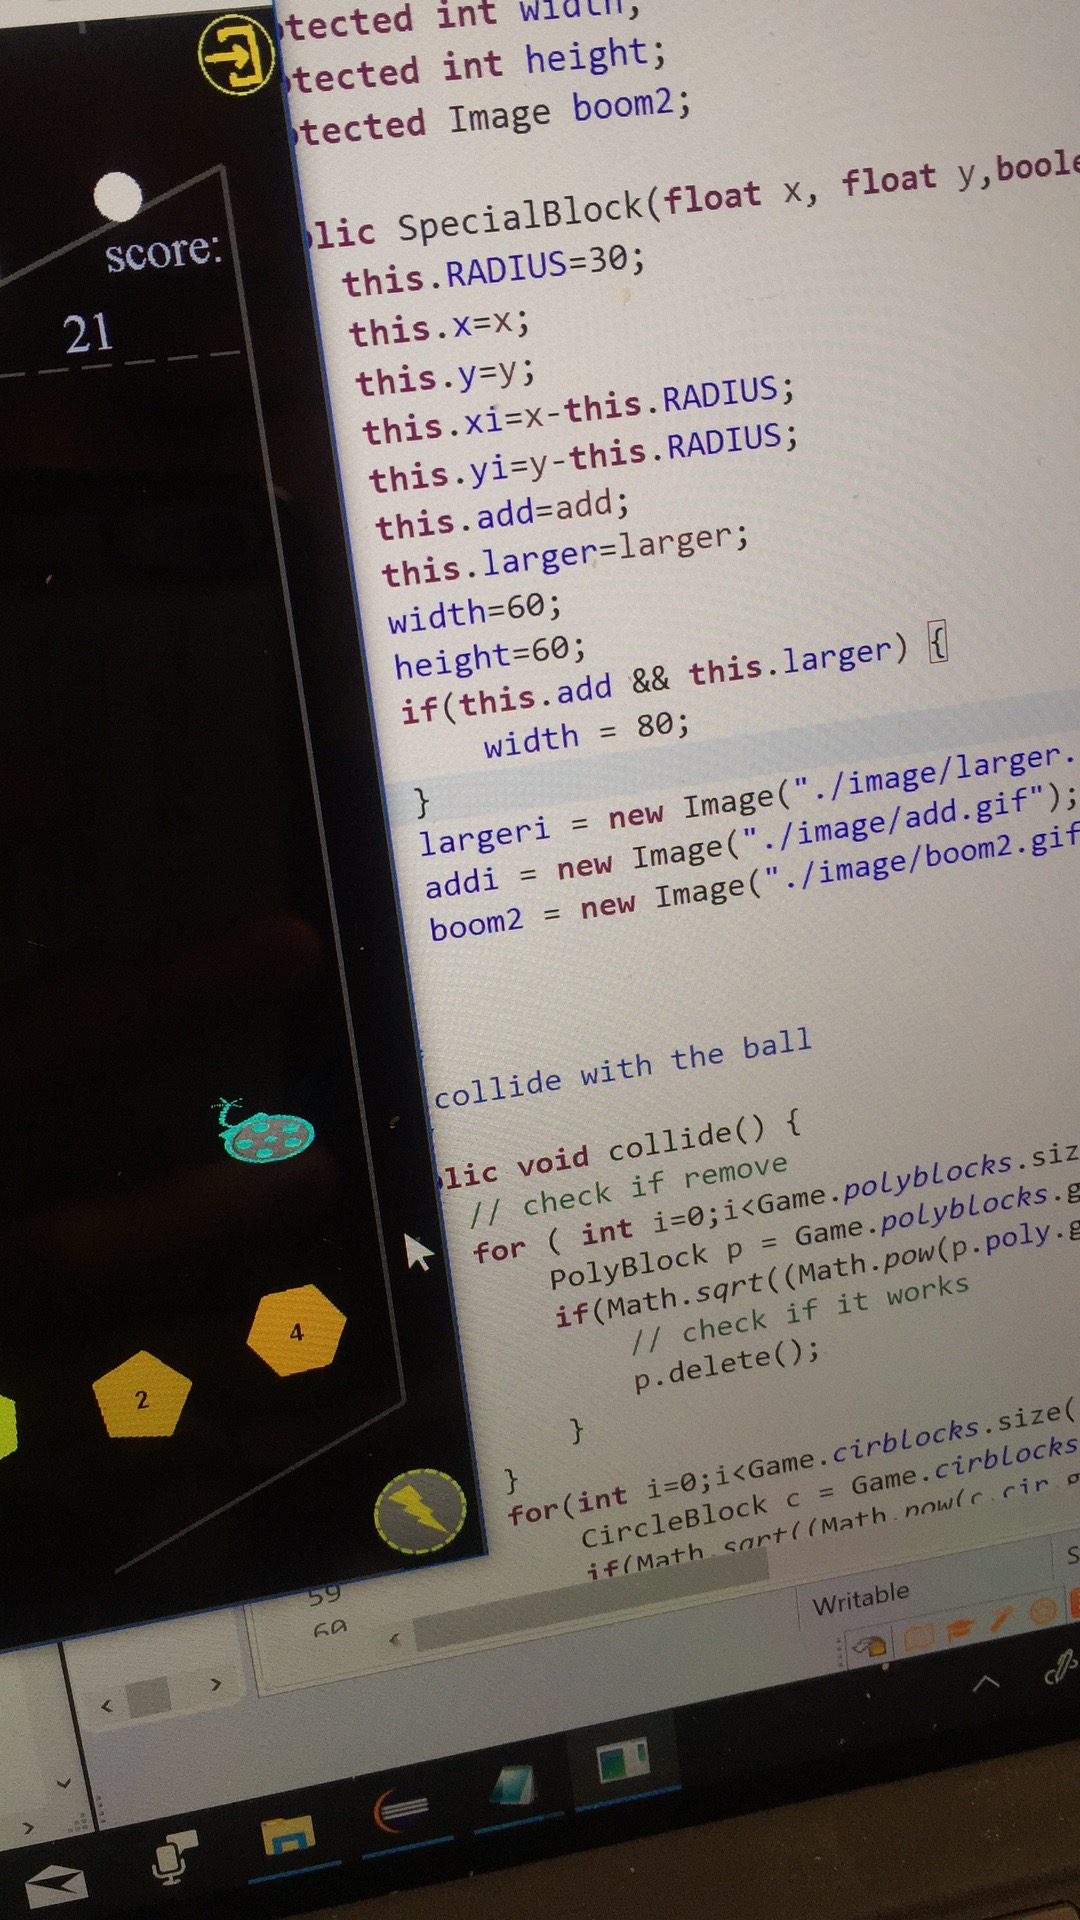 score:
21
4
2
tected int width;
tected int height;
tected Image boom2;
lic SpecialBlock(float x, float y,boole
this.RADIUS=30;
this.x=x;
this.y=y;
this.xi=x-this.RADIUS;
this.yi=y-this.RADIUS;
this.add=add;
this.larger=larger;
width=60;
height=60;
if(this.add && this.larger) {
width = 80;
}
largeri = new Image("./image/larger.
addi = new Image("./image/add.gif");
boom2 = new Image("./image/boom2.gif
collide with the ball
lic void collide() {
// check if remove
for ( int i=0;i<Game.polyblocks.siz
PolyBlock p = Game.polyblocks.g
if(Math.sqrt((Math.pow(p.poly.g
// check if it works
p.delete();
}
}
for(int i=0;i<Game.cirblocks.size(
CircleBlock c = Game.cirblocks
if(Math.sqrt((Math.pow(c.cir.g
59
60
Writable
S